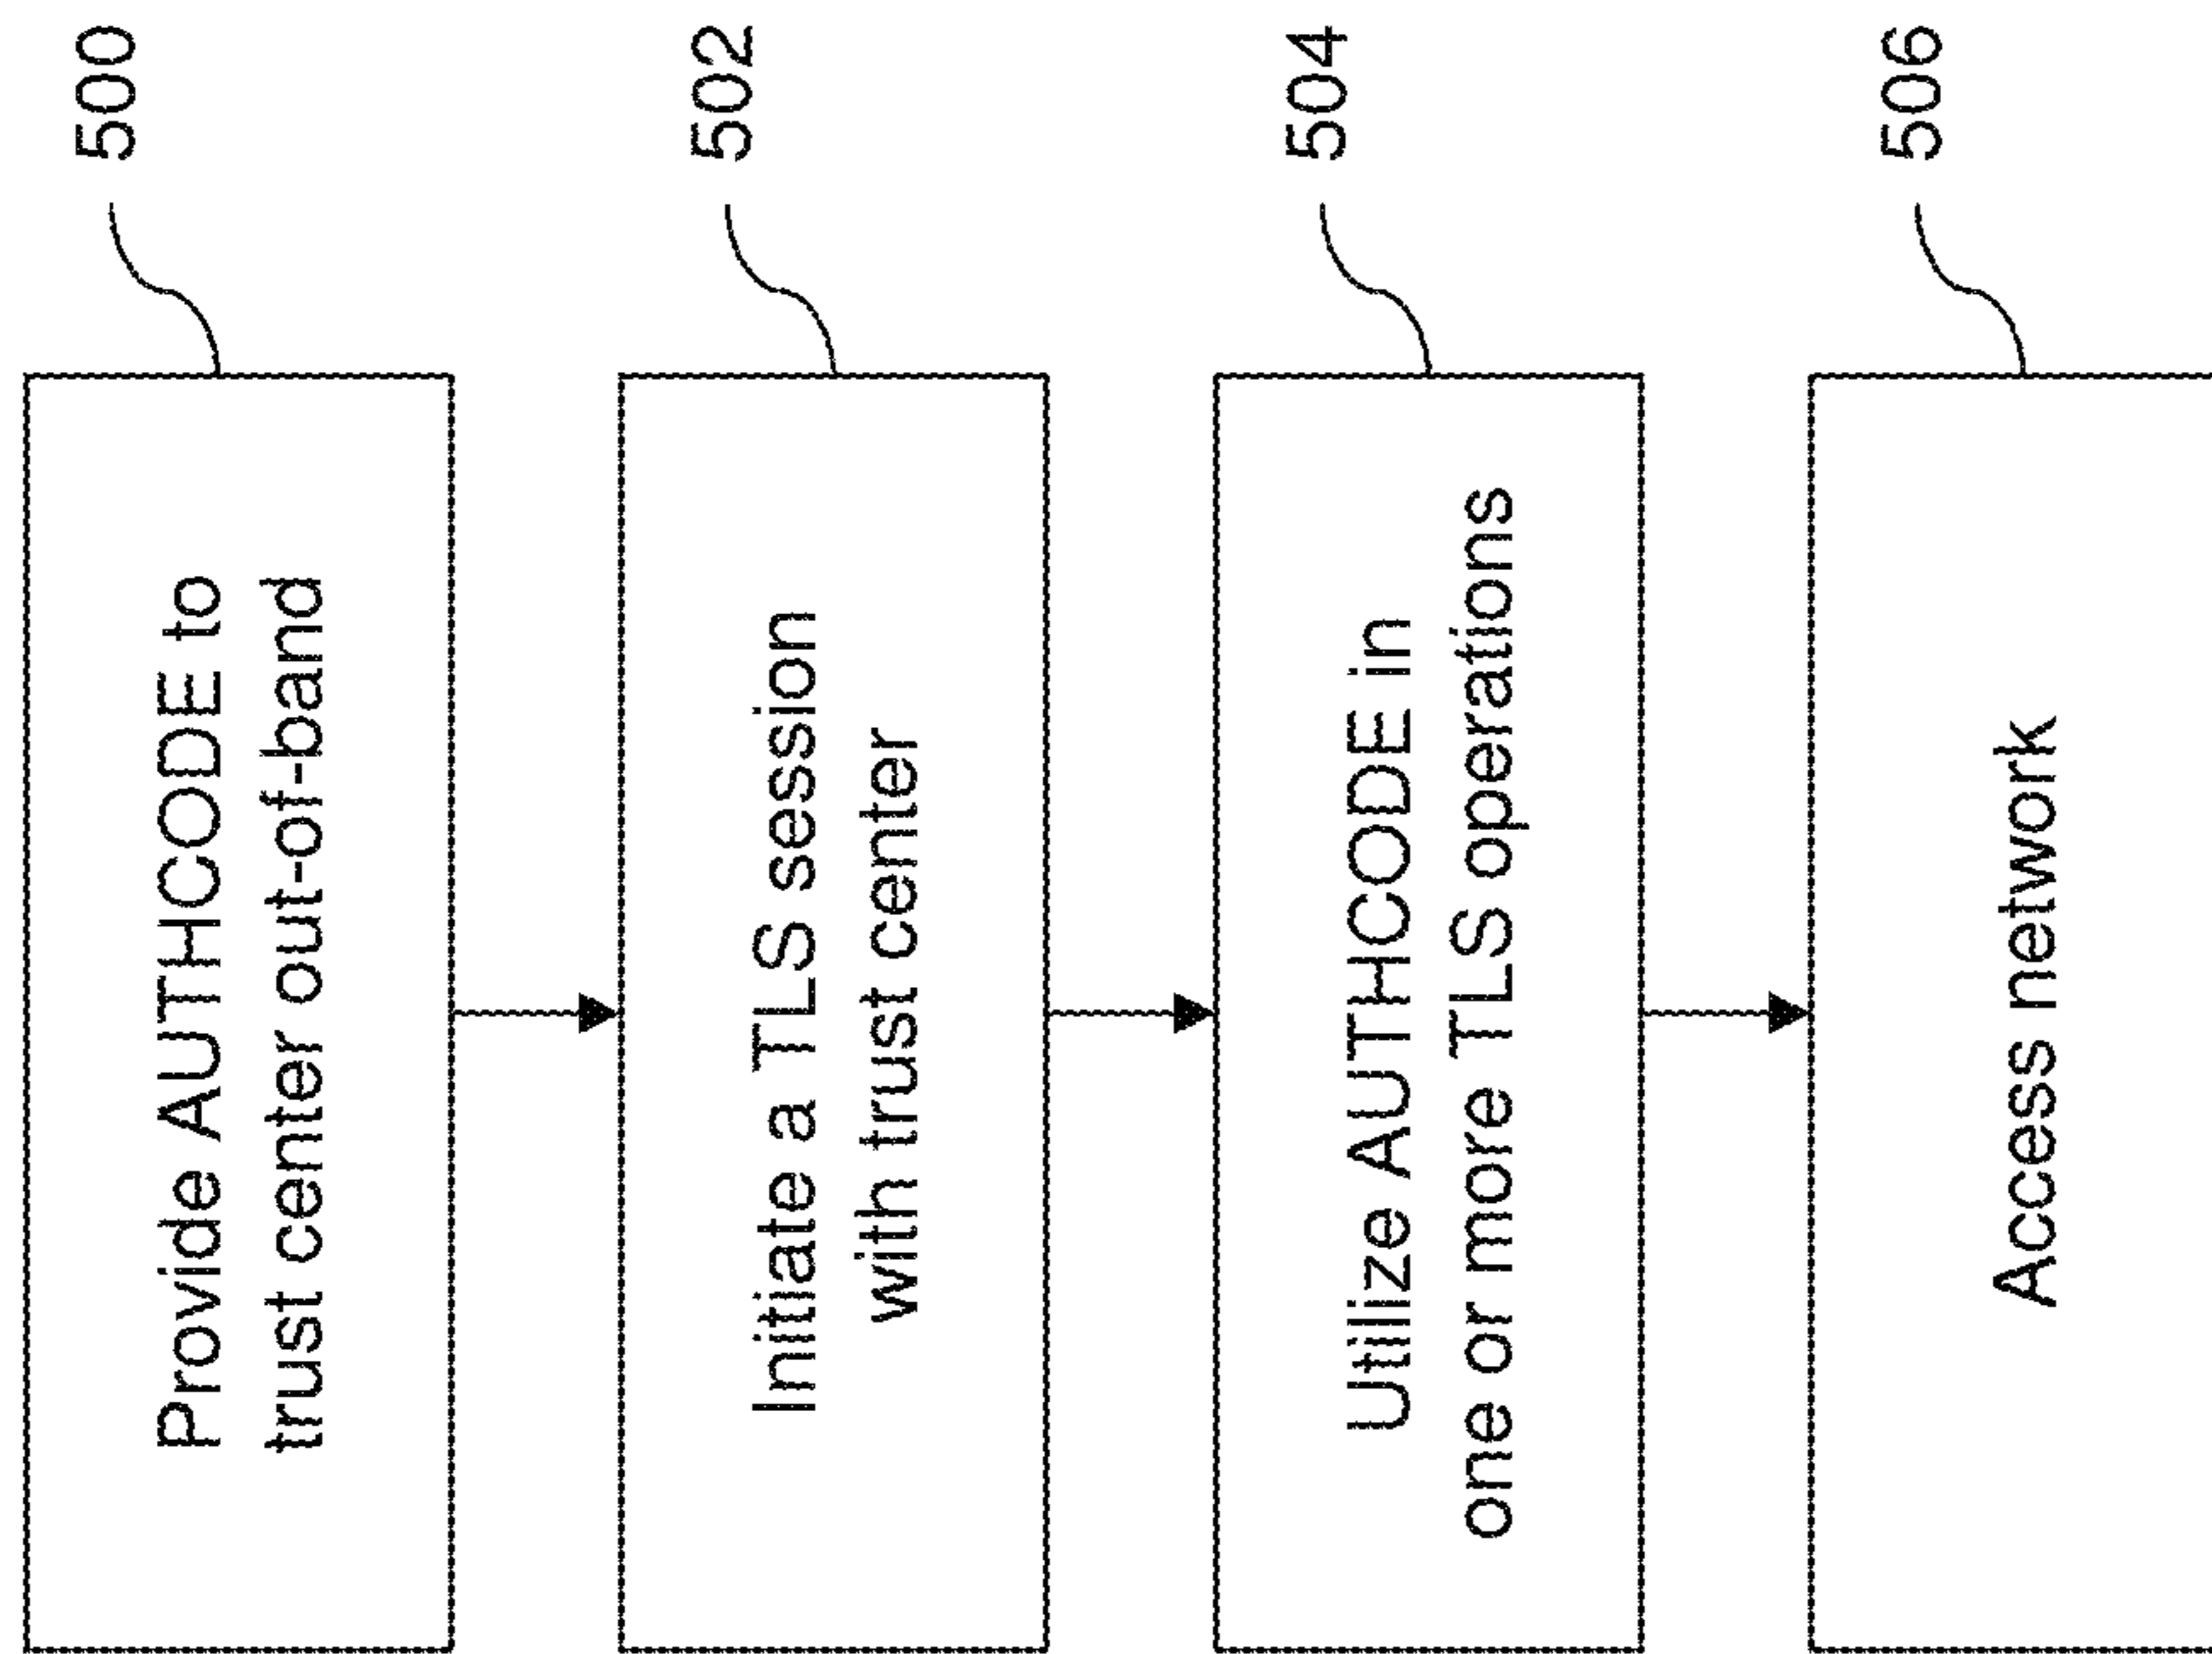 Provide AUTHCODE to
trust center out-of-band
500
Initiate a TLS session
with trust center
502
Utilize AUTHCODE in
one or more TLS operations
504
Access network
506